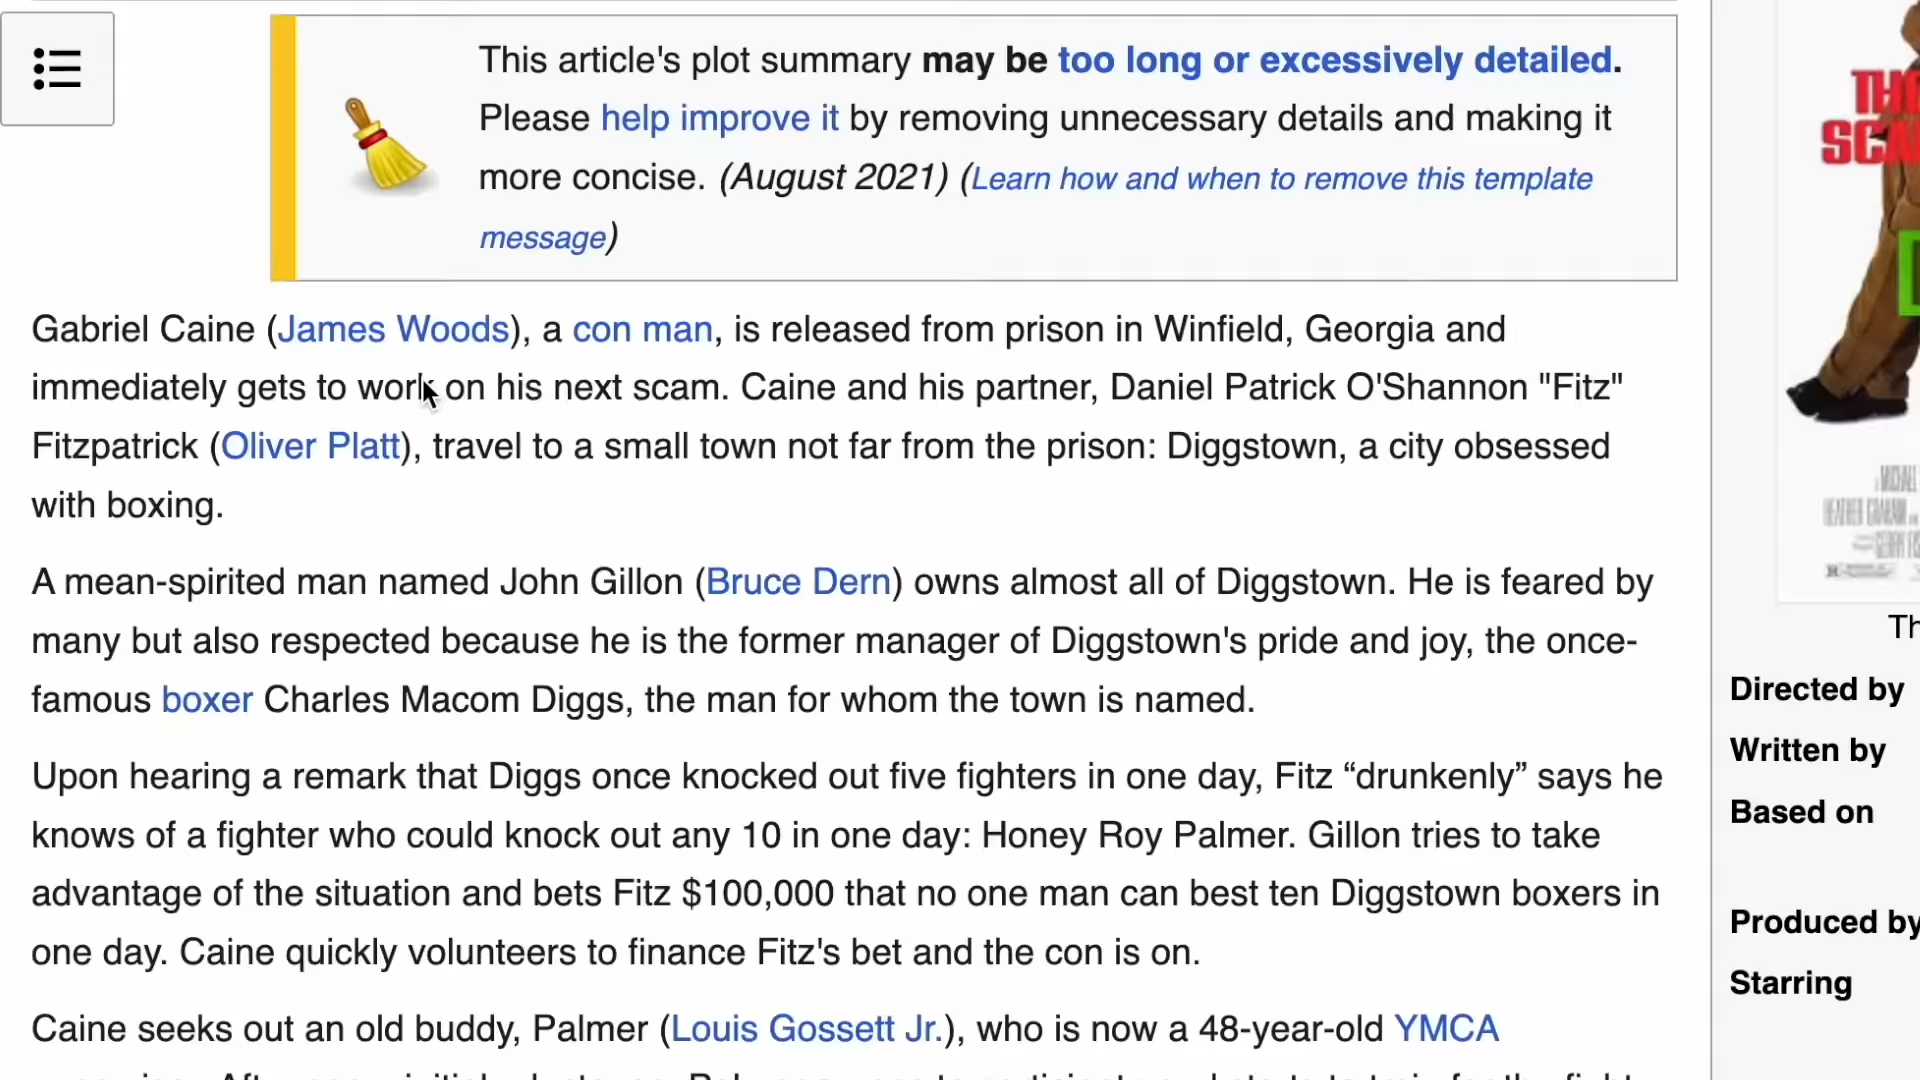 This article's plot summary may be too long or excessively detailed.
Please help improve it by removing unnecessary details and making it
more concise. (August 2021) (Learn how and when to remove this template
message)
Gabriel Caine (James Woods), a con man, is released from prison in Winfield, Georgia and
immediately gets to work on his next scam. Caine and his partner, Daniel Patrick O'Shannon "Fitz"
Fitzpatrick (Oliver Platt), travel to a small town not far from the prison: Diggstown, a city obsessed
with boxing.
A mean-spirited man named John Gillon (Bruce Dern) owns almost all of Diggstown. He is feared by
many but also respected because he is the former manager of Diggstown's pride and joy, the once-
famous boxer Charles Macom Diggs, the man for whom the town is named.
Upon hearing a remark that Diggs once knocked out five fighters in one day, Fitz “drunkenly” says he
knows of a fighter who could knock out any 10 in one day: Honey Roy Palmer. Gillon tries to take
advantage of the situation and bets Fitz $100,000 that no one man can best ten Diggstown boxers in
one day. Caine quickly volunteers to finance Fitz's bet and the con is on.
Caine seeks out an old buddy, Palmer (Louis Gossett Jr.), who is now a 48-year-old YMCA
Th
Directed by
Written by
Based on
Produced by
Starring